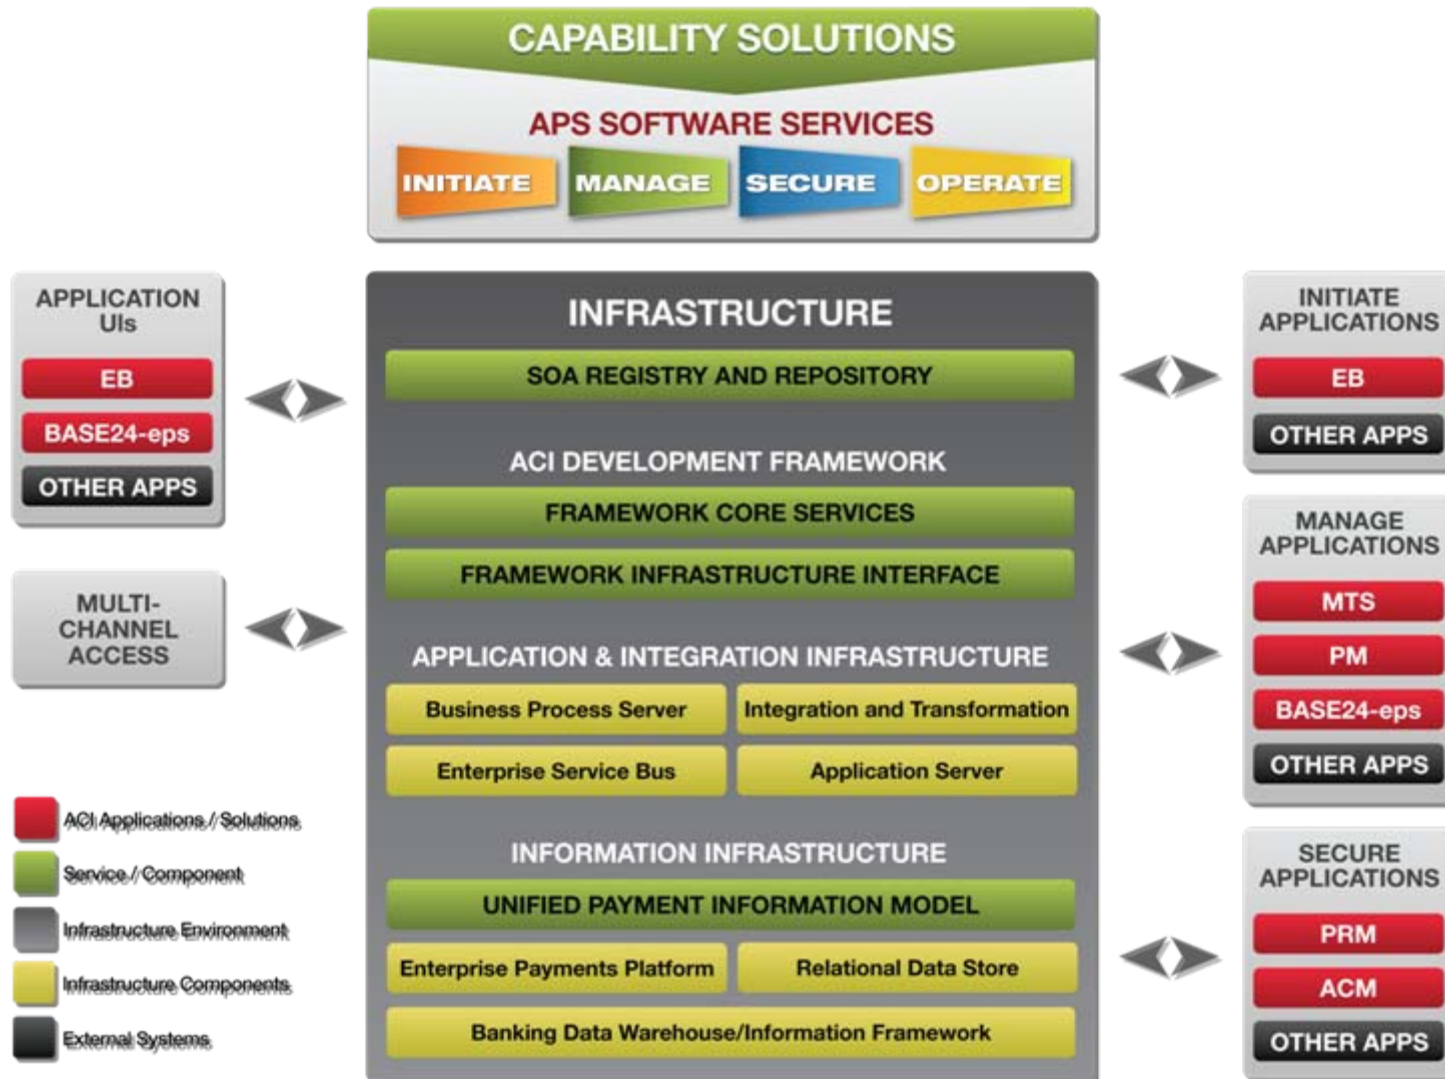 CAPABILITY SOLUTIONS
APS SOFTWARE SERVICES
INITIATE
MANAGE
SECURE
OPERATE
APPLICATION
UIs
EB
BASE24-eps
OTHER APPS
MULTI-
CHANNEL
ACCESS
INFRASTRUCTURE
SOA REGISTRY AND REPOSITORY
ACI DEVELOPMENT FRAMEWORK
FRAMEWORK CORE SERVICES
FRAMEWORK INFRASTRUCTURE INTERFACE
APPLICATION & INTEGRATION INFRASTRUCTURE
Business Process Server
Integration and Transformation
Enterprise Service Bus
Application Server
INFORMATION INFRASTRUCTURE
UNIFIED PAYMENT INFORMATION MODEL
Enterprise Payments Platform
Relational Data Store
Banking Data Warehouse/Information Framework
INITIATE
APPLICATIONS
EB
OTHER APPS
MANAGE
APPLICATIONS
MTS
PM
BASE24-eps
OTHER APPS
SECURE
APPLICATIONS
PRM
ACM
OTHER APPS
ACI Applications / Solutions
Service / Component
Infrastructure Environment
Infrastructure Components
External Systems